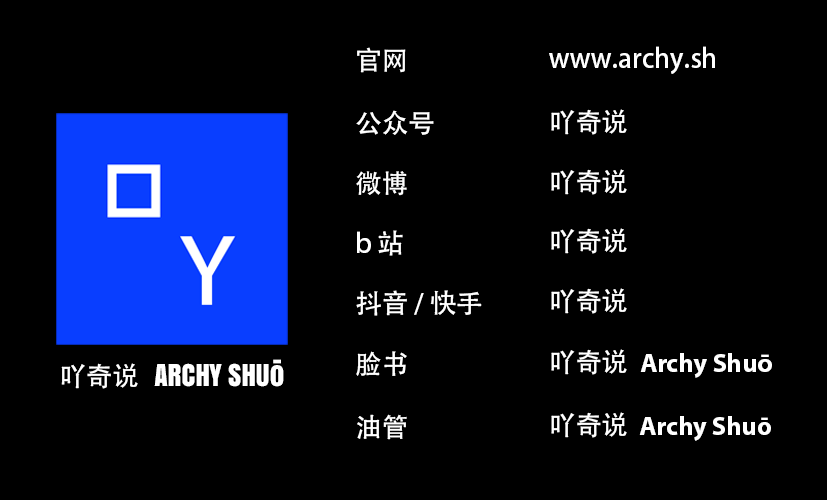 口
Y
吖奇说 ARCHY SHUŌ
官网 www.archy.sh
公众号 吖奇说
微博 吖奇说
b 站 吖奇说
抖音 / 快手 吖奇说
脸书 吖奇说 Archy Shuō
油管 吖奇说 Archy Shuō